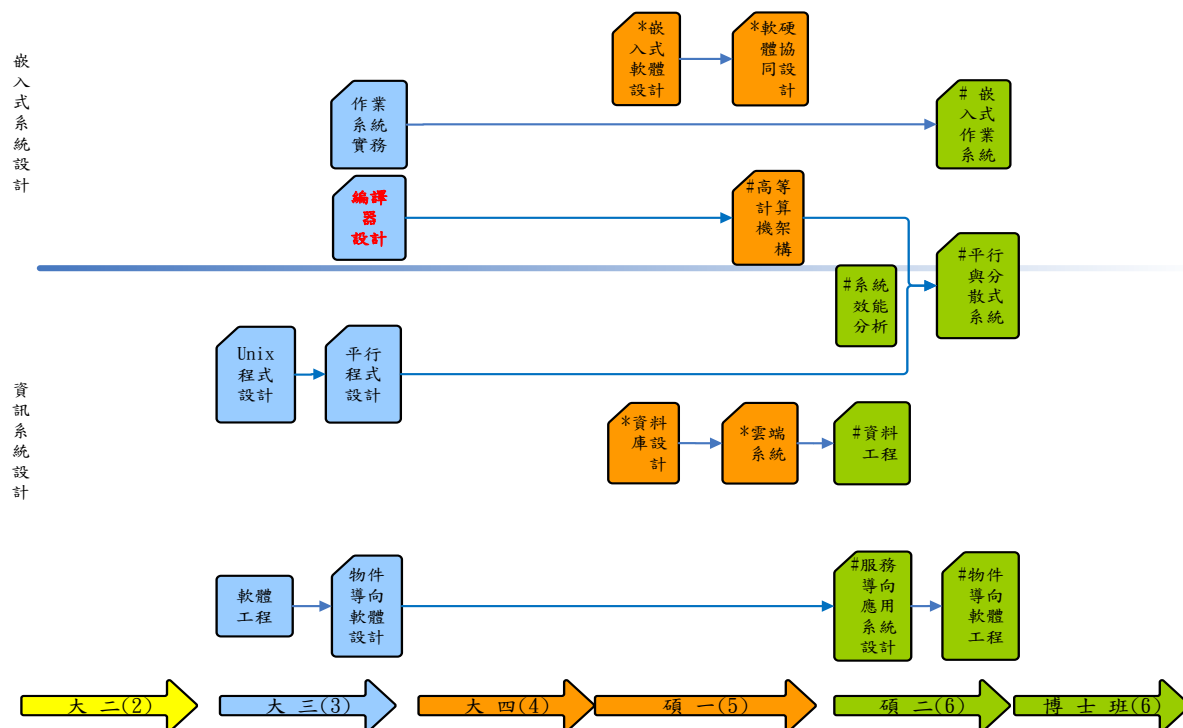 嵌入式系統設計
*嵌
入式
軟體
設計
*軟硬
體協
同設
計
作業
系統
實務
# 嵌
入式
作業
系統
編譯
器
設計
#高等
計算
機架
構
#平行
與分
散式
系統
#系統
效能
分析
資訊系統設計
Unix
程式
設計
平行
程式
設計
*資料
庫設
計
*雲端
系統
#資料
工程
軟體
工程
物件
導向
軟體
設計
#服務
導向
應用
系統
設計
#物件
導向
軟體
工程
大 二(2)
大 三(3)
大 四(4)
碩 一(5)
碩 二(6)
博 士 班(6)